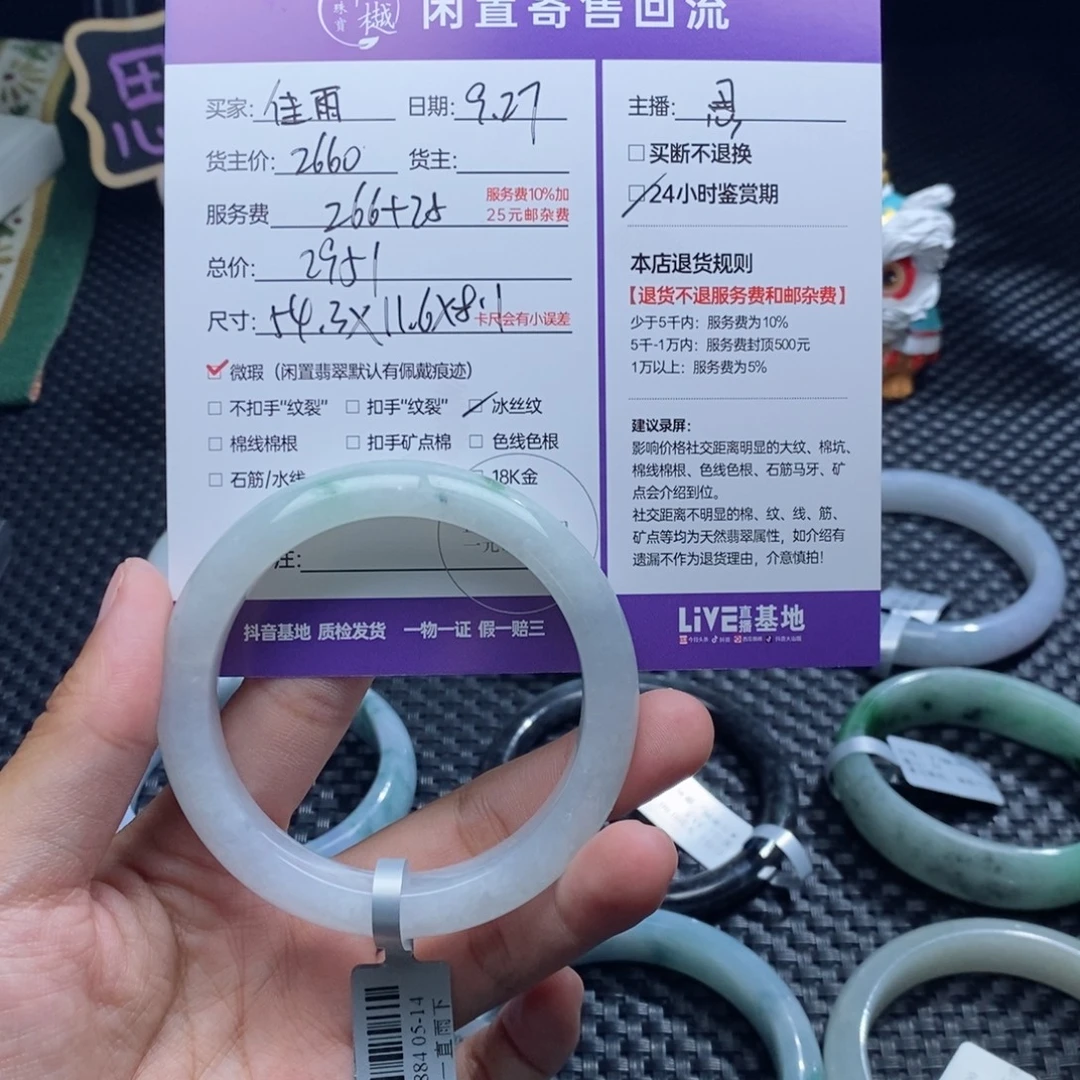 闲置寄售回流
买家: 佳雨 日期: 9.27
货主价: 2660 货主:
服务费 266+25 服务费10%加
25元邮杂费
总价: 2951
尺寸: 54.3X11.6X8.1 卡尺会有小误差
微瑕（闲置翡翠默认有佩戴痕迹）
不扣手"纹裂" 扣手"纹裂" 冰丝纹
棉线棉根 扣手矿点棉 色线色根
石筋/水线 18K金
注:
主播:
买断不退换
24小时鉴赏期
本店退货规则
【退货不退服务费和邮杂费】
少于5千内：服务费为10%
5千-1万内：服务费封顶500元
1万以上：服务费为5%
建议录屏：
影响价格社交距离明显的大纹、棉坑、
棉线棉根、色线色根、石筋马牙、矿
点会介绍到位。
社交距离不明显的棉、纹、线、筋、
矿点等均为天然翡翠属性，如介绍有
遗漏不作为退货理由，介意慎拍！
抖音基地 质检发货 一物一证 假一赔三
LiVE直播基地
88405-14
一直雨下